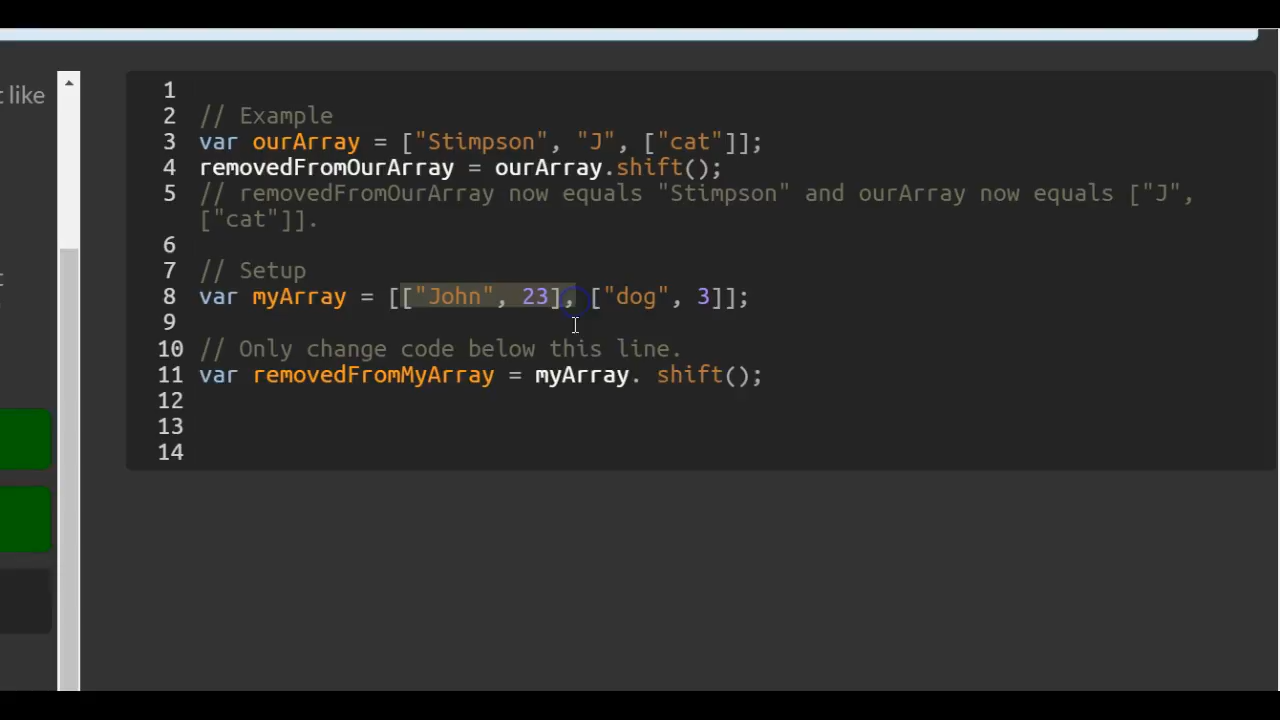 t like
t
1
2 // Example
3 var ourArray = ["Stimpson", "J", ["cat"]];
4 removedFromOurArray = ourArray.shift();
5 // removedFromOurArray now equals "Stimpson" and ourArray now equals ["J",
["cat"]].
6
7 // Setup
8 var myArray = [["John", 23], ["dog", 3]];
9
10 // Only change code below this line.
11 var removedFromMyArray = myArray. shift();
12
13
14